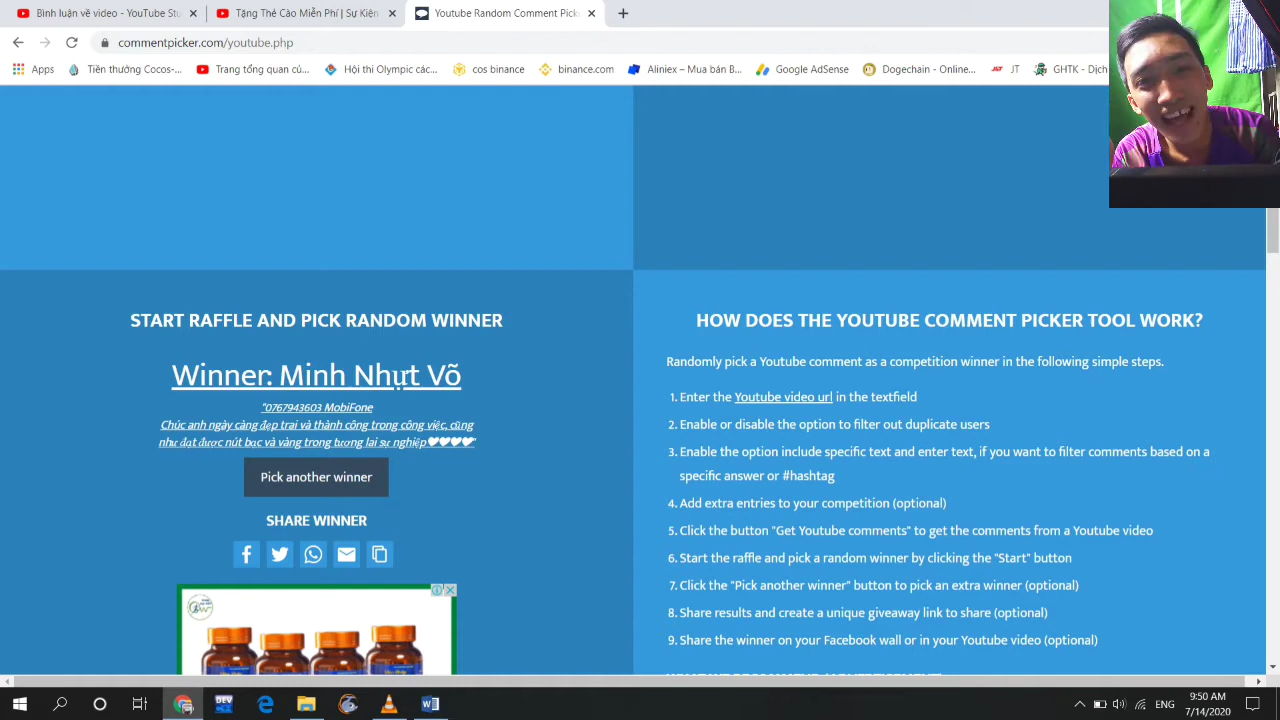 Bình luận về video - YouTube Stu
Tặng Thẻ Cào Miễn Phí | Sự Kiện
Youtube Random Comment Picke
commentpicker.com/youtube.php
Apps
Tiền thưởng Cocos-...
Trang tổng quan củ...
Hội thi Olympic các...
cos binance
binance.com
Aliniex – Mua bán B...
Google AdSense
Dogechain - Online...
JT
GHTK - Dịch
START RAFFLE AND PICK RANDOM WINNER
Winner: Minh Nhựt Võ
"0767943603 MobiFone
Chúc anh ngày càng đẹp trai và thành công trong công việc, cũng
như đạt được nút bạc và vàng trong tương lai sự nghiệp❤❤❤❤"
Pick another winner
SHARE WINNER
HOW DOES THE YOUTUBE COMMENT PICKER TOOL WORK?
Randomly pick a Youtube comment as a competition winner in the following simple steps.
1. Enter the Youtube video url in the textfield
2. Enable or disable the option to filter out duplicate users
3. Enable the option include specific text and enter text, if you want to filter comments based on a
specific answer or #hashtag
4. Add extra entries to your competition (optional)
5. Click the button "Get Youtube comments" to get the comments from a Youtube video
6. Start the raffle and pick a random winner by clicking the "Start" button
7. Click the "Pick another winner" button to pick an extra winner (optional)
8. Share results and create a unique giveaway link to share (optional)
9. Share the winner on your Facebook wall or in your Youtube video (optional)
DEV
ENG
9:50 AM
7/14/2020